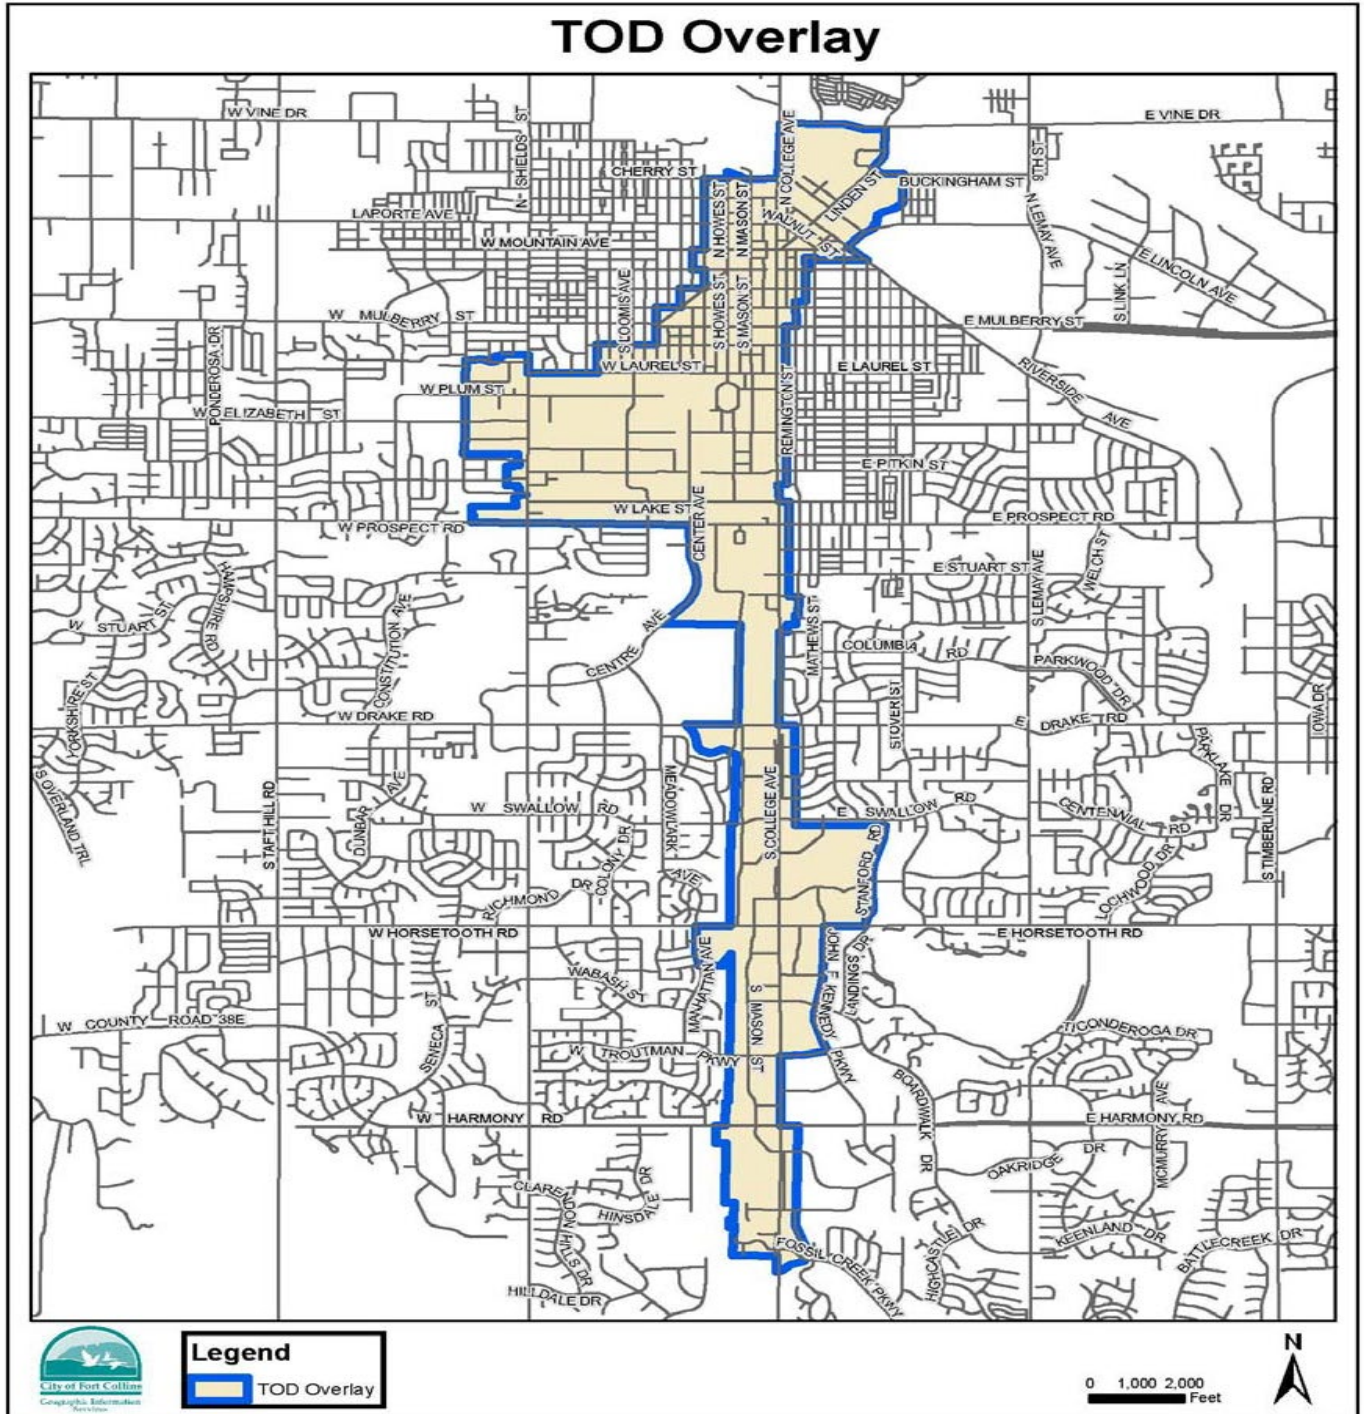 TOD Overlay
W VINE DR
N SHIELDS ST
N COLLEGE AVE
E VINE DR
9TH ST
CHERRY ST
BUCKINGHAM ST
LINDEN ST
N HOWES ST
N MASON ST
WALNUT ST
LAPORTE AVE
W MOUNTAIN AVE
N LEMAY AVE
E LINCOLN AVE
S LINK LN
S LOOMIS AVE
S HOWES ST
S MASON ST
W MULBERRY ST
E MULBERRY ST
PONDEROSA DR
W LAUREL ST
E LAUREL ST
RIVERSIDE AVE
W PLUM ST
W ELIZABETH ST
REMINGTON ST
E PITKIN ST
W LAKE ST
CENTER AVE
W PROSPECT RD
E PROSPECT RD
HAMPSHIRE RD
E STUART ST
S LEMAY AVE
WELCH ST
W STUART ST
CONSTITUTION AVE
CENTRE AVE
MATHEWS ST
COLUMBIA RD
PARKWOOD DR
YORKSHIRE ST
W DRAKE RD
STOVER ST
E DRAKE RD
IOWA DR
S OVERLAND TRL
S TAFT HILL RD
DUNBAR AVE
W SWALLOW RD
MEADOWLARK AVE
S COLLEGE AVE
E SWALLOW RD
CENTENNIAL RD
PARKLAKE DR
S TIMBERLINE RD
COLONY DR
RICHMOND DR
STANFORD RD
LOCHWOOD DR
W HORSETOOTH RD
E HORSETOOTH RD
MANHATTAN AVE
JOHN F KENNEDY PKWY
LANDINGS DR
WABASH ST
S MASON ST
W COUNTY ROAD 38E
SENECA ST
TICONDEROGA DR
W TROUTMAN PKWY
BOARDWALK DR
MCMURRY AVE
W HARMONY RD
E HARMONY RD
OAKRIDGE DR
CLARENDON HILLS DR
HINSDALE DR
FOSSIL CREEK PKWY
HIGHCASTLE DR
KEENLAND DR
BATTLECREEK DR
HILLDALE DR
City of Fort Collins
Geographic Information
Services
Legend
TOD Overlay
0 1,000 2,000
Feet
N